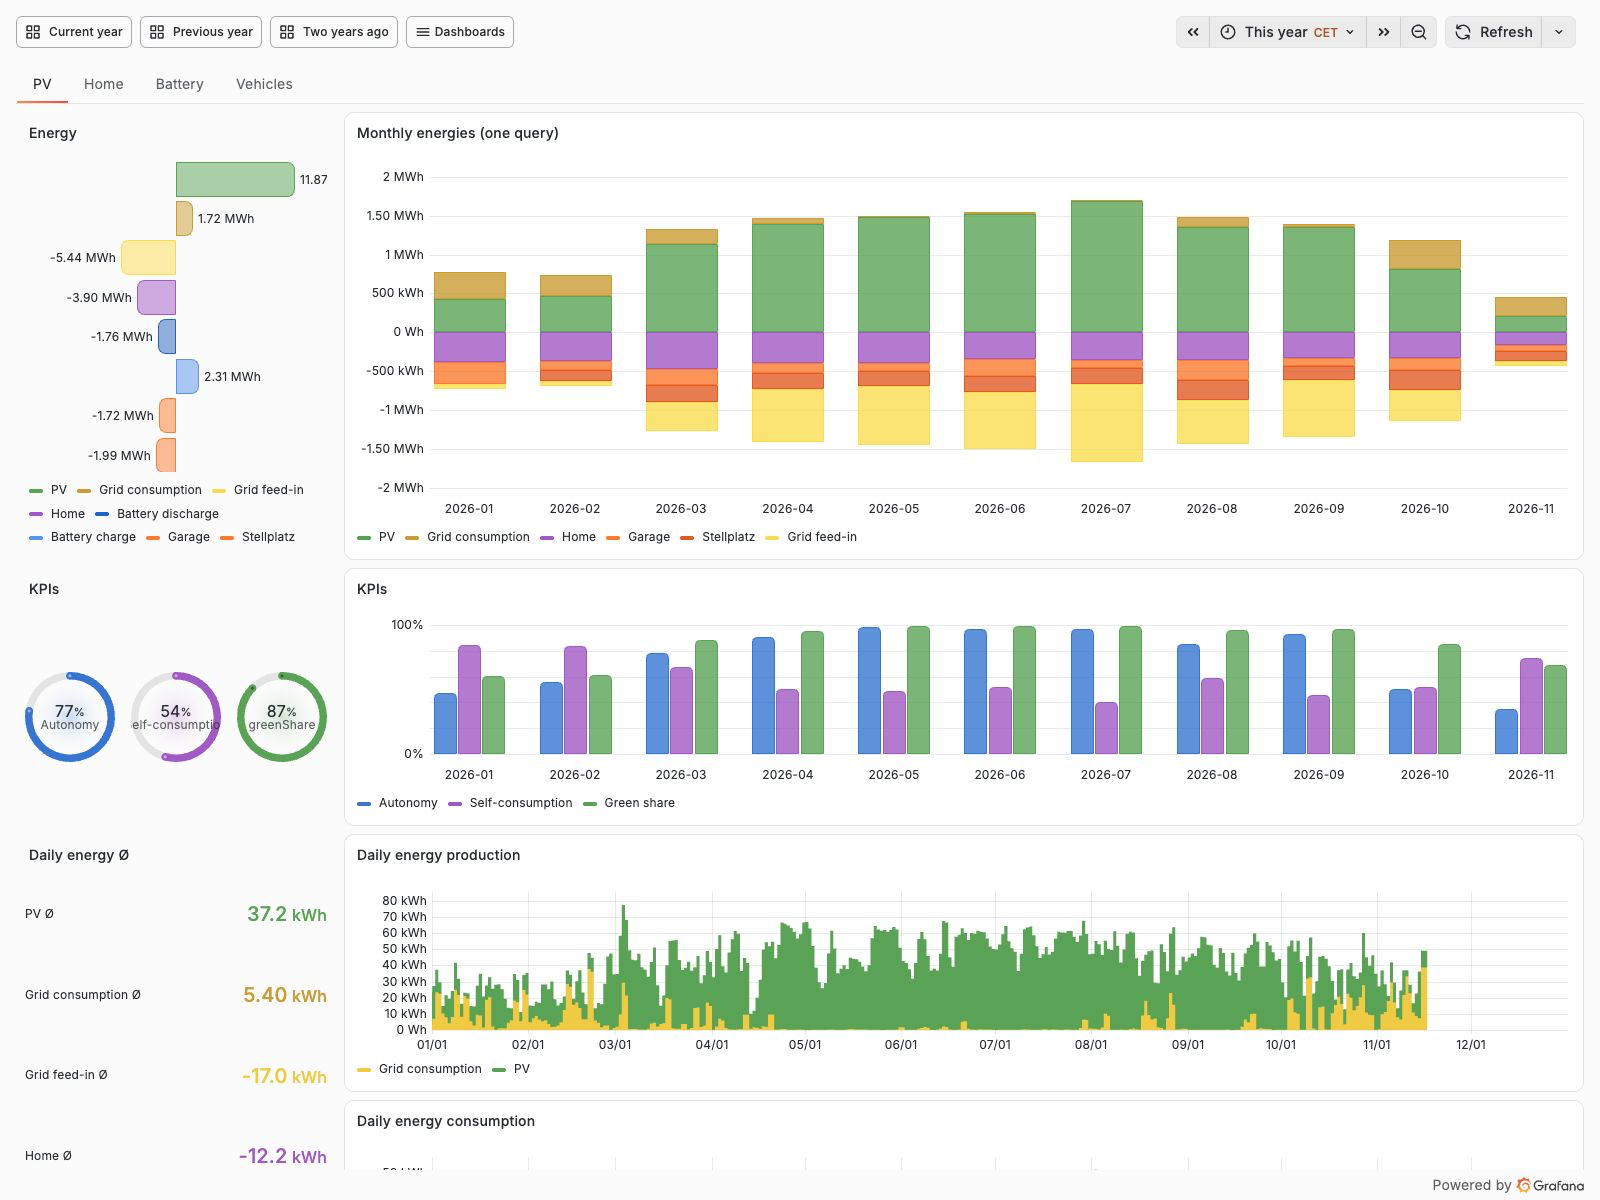 Current year Previous year Two years ago Dashboards This year CET Refresh
PV Home Battery Vehicles
Energy
11.87
1.72 MWh
-5.44 MWh
-3.90 MWh
-1.76 MWh
2.31 MWh
-1.72 MWh
-1.99 MWh
PV Grid consumption Grid feed-in
Home Battery discharge
Battery charge Garage Stellplatz
Monthly energies (one query)
2 MWh
1.50 MWh
1 MWh
500 kWh
0 Wh
-500 kWh
-1 MWh
-1.50 MWh
-2 MWh
2026-01 2026-02 2026-03 2026-04 2026-05 2026-06 2026-07 2026-08 2026-09 2026-10 2026-11
PV Grid consumption Home Garage Stellplatz Grid feed-in
KPIs
77% 54% 87%
Autonomy elf-consumptio greenShare
KPIs
100%
0%
2026-01 2026-02 2026-03 2026-04 2026-05 2026-06 2026-07 2026-08 2026-09 2026-10 2026-11
Autonomy Self-consumption Green share
Daily energy Ø
PV Ø 37.2 kWh
Grid consumption Ø 5.40 kWh
Grid feed-in Ø -17.0 kWh
Home Ø -12.2 kWh
Daily energy production
80 kWh
70 kWh
60 kWh
50 kWh
40 kWh
30 kWh
20 kWh
10 kWh
0 Wh
01/01 02/01 03/01 04/01 05/01 06/01 07/01 08/01 09/01 10/01 11/01 12/01
Grid consumption PV
Daily energy consumption
Powered by Grafana